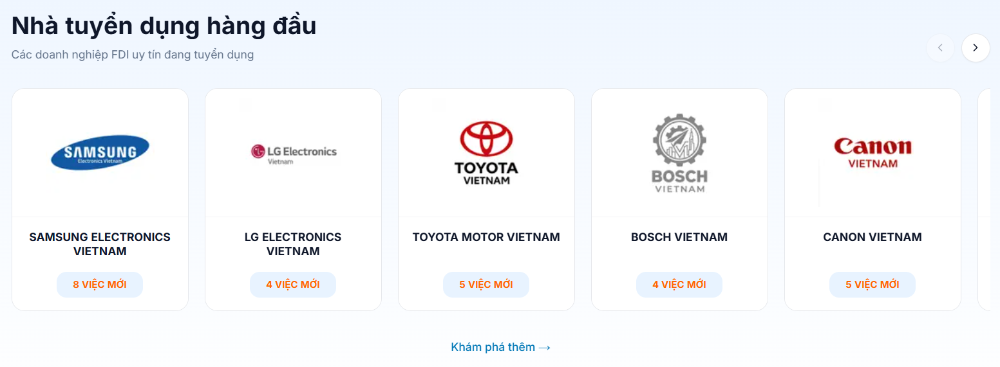 Nhà tuyển dụng hàng đầu
Các doanh nghiệp FDI uy tín đang tuyển dụng
SAMSUNG
Electronics Vietnam
LG LG Electronics
Vietnam
TOYOTA
VIETNAM
BOSCH
VIETNAM
Canon
VIETNAM
SAMSUNG ELECTRONICS
VIETNAM
LG ELECTRONICS
VIETNAM
TOYOTA MOTOR VIETNAM
BOSCH VIETNAM
CANON VIETNAM
8 VIỆC MỚI
4 VIỆC MỚI
5 VIỆC MỚI
4 VIỆC MỚI
5 VIỆC MỚI
Khám phá thêm →